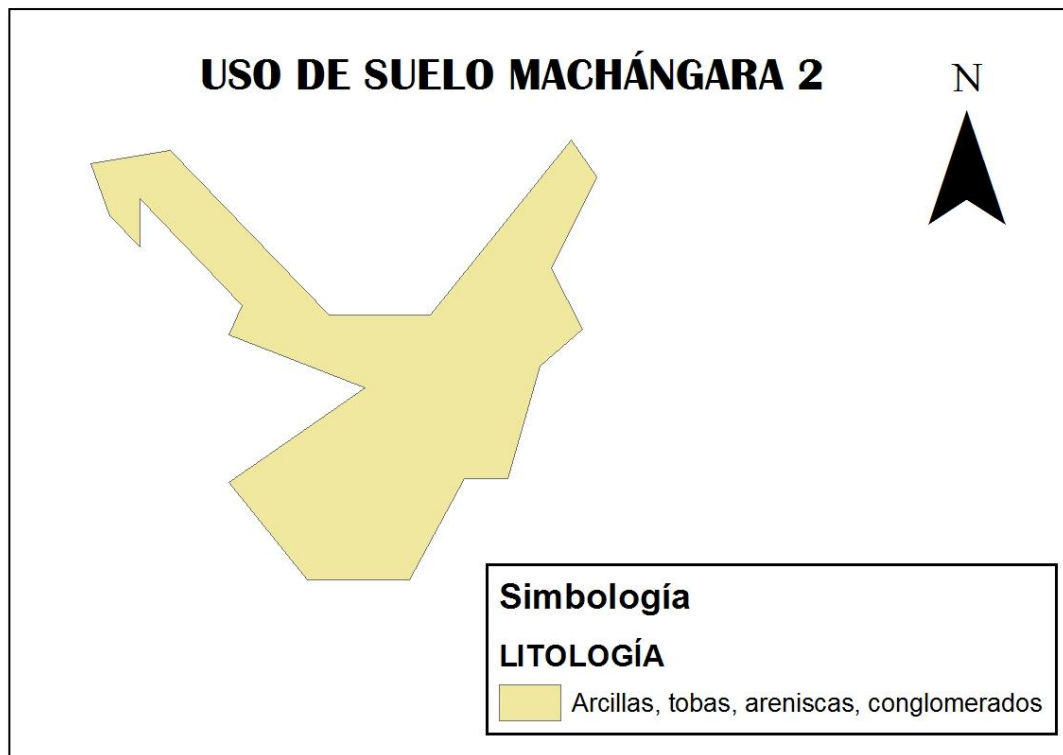 USO DE SUELO MACHÁNGARA 2
N
Simbología
LITOLOGÍA
Arcillas, tobas, areniscas, conglomerados